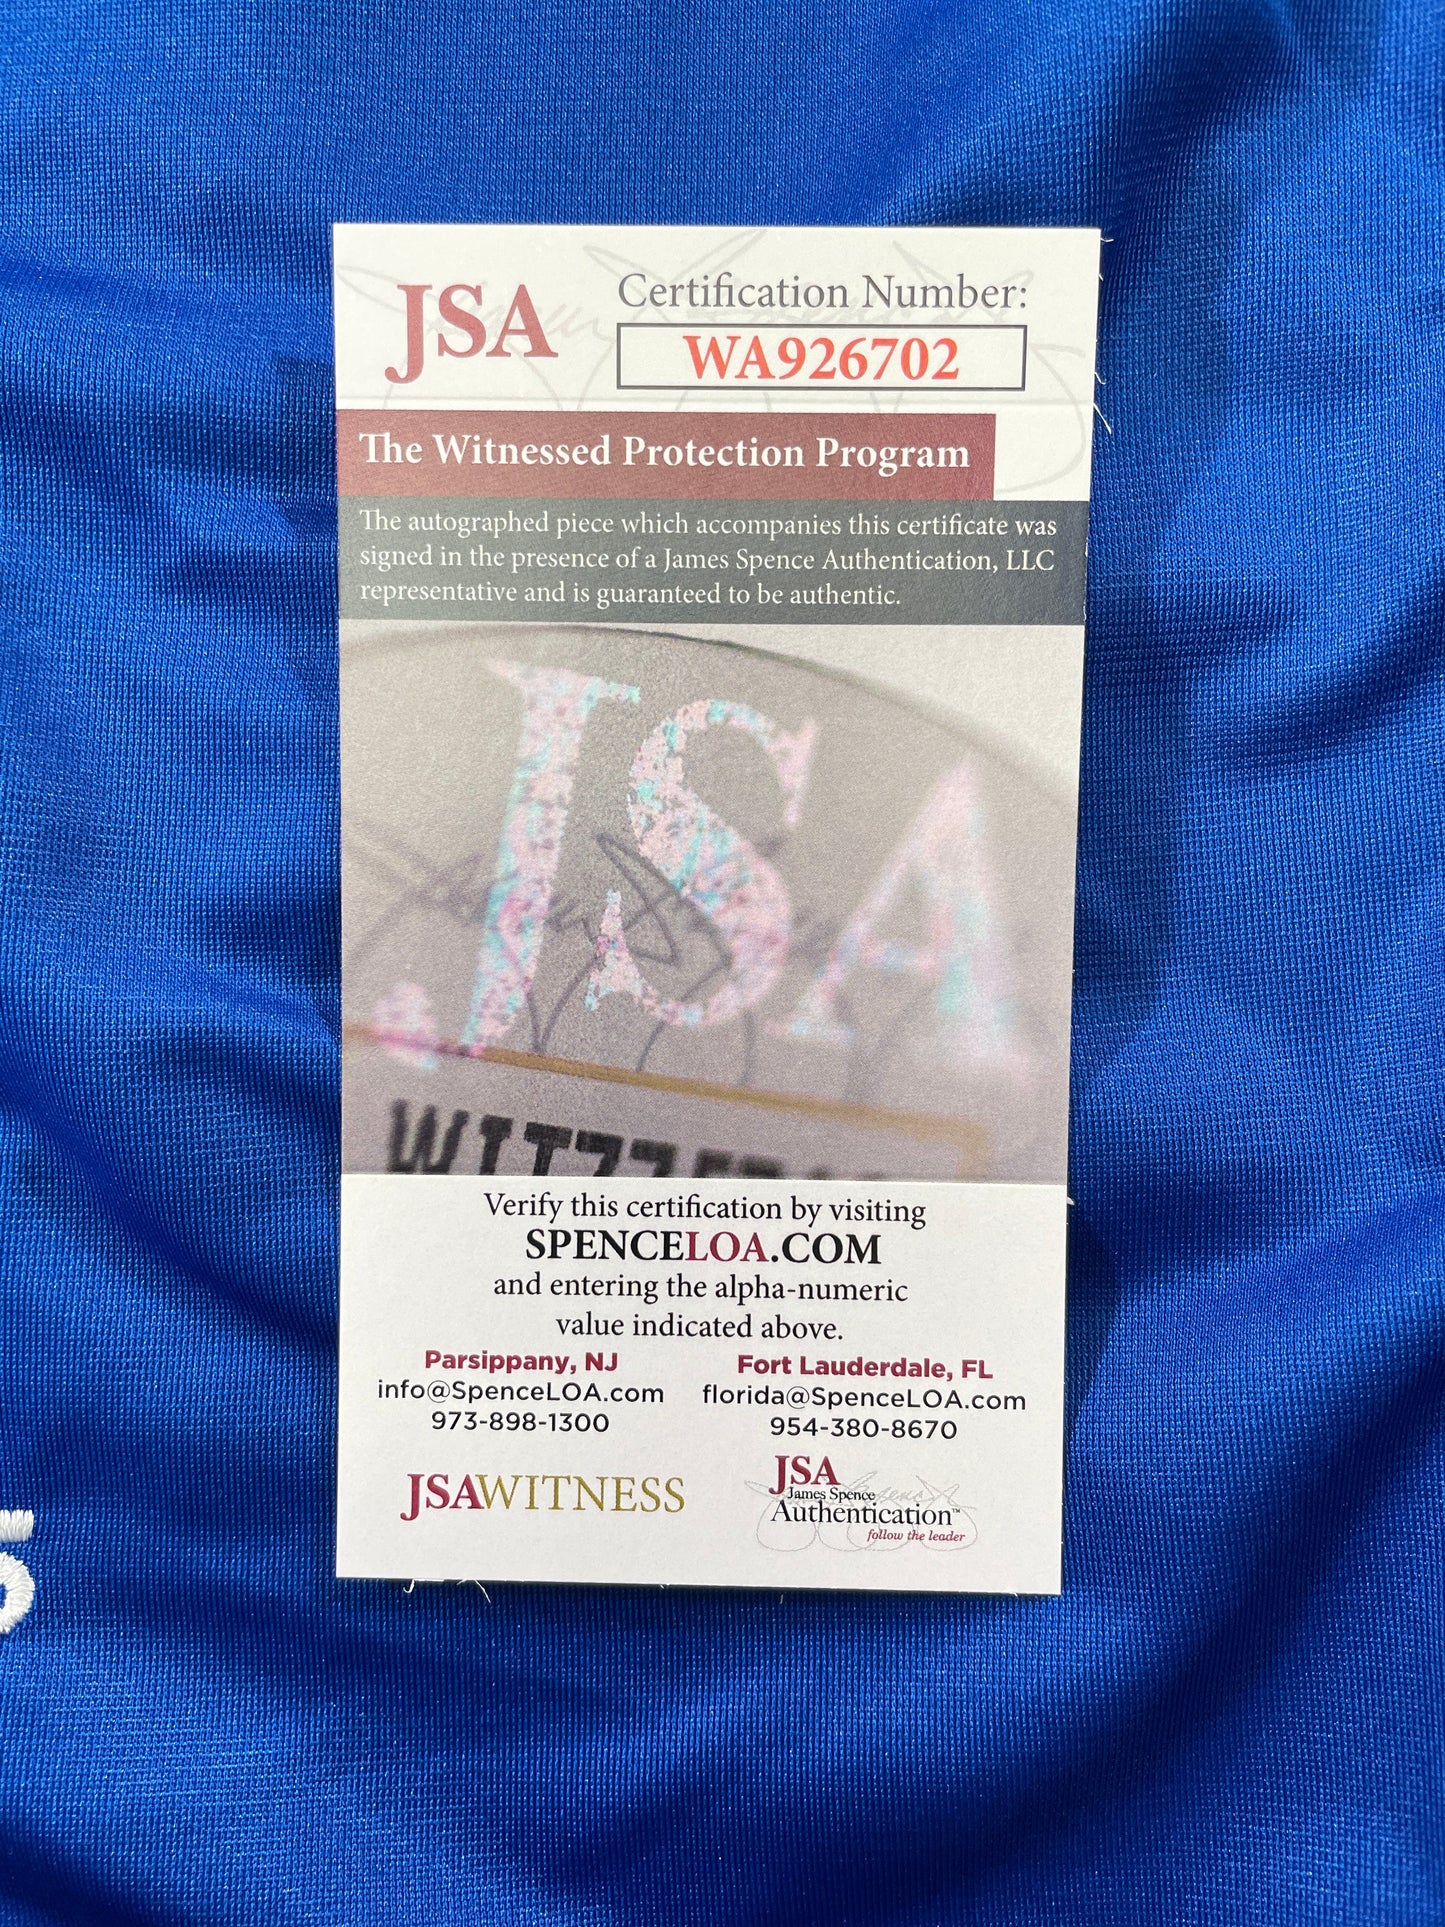 JSA
Certification Number:
WA926702
The Witnessed Protection Program
The autographed piece which accompanies this certificate was
signed in the presence of a James Spence Authentication, LLC
representative and is guaranteed to be authentic.
JSA
Verify this certification by visiting
SPENCELOA.COM
and entering the alpha-numeric
value indicated above.
Parsippany, NJ
info@SpenceLOA.com
973-898-1300
Fort Lauderdale, FL
florida@SpenceLOA.com
954-380-8670
JSAWITNESS
JSA
James Spence
Authentication™
follow the leader
5